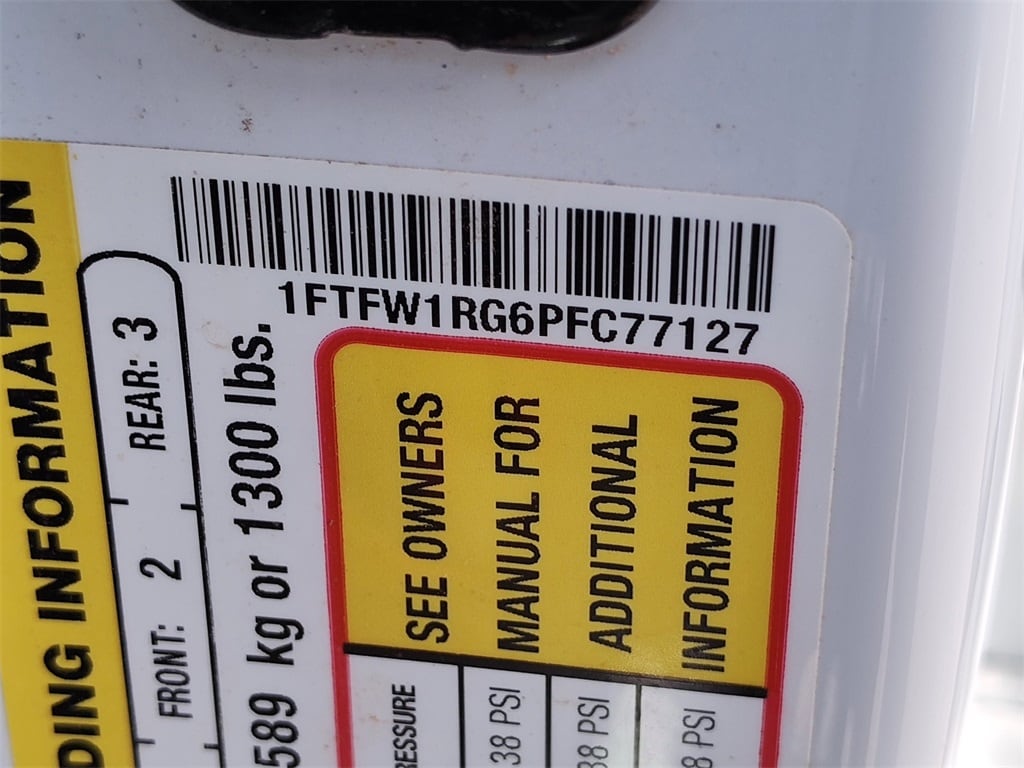 1FTFW1RG6PFC77127
DING INFORMATION
FRONT: 2 REAR: 3
589 kg or 1300 lbs.
SEE OWNERS
MANUAL FOR
ADDITIONAL
INFORMATION
RESSURE
38 PSI
38 PSI
8 PSI